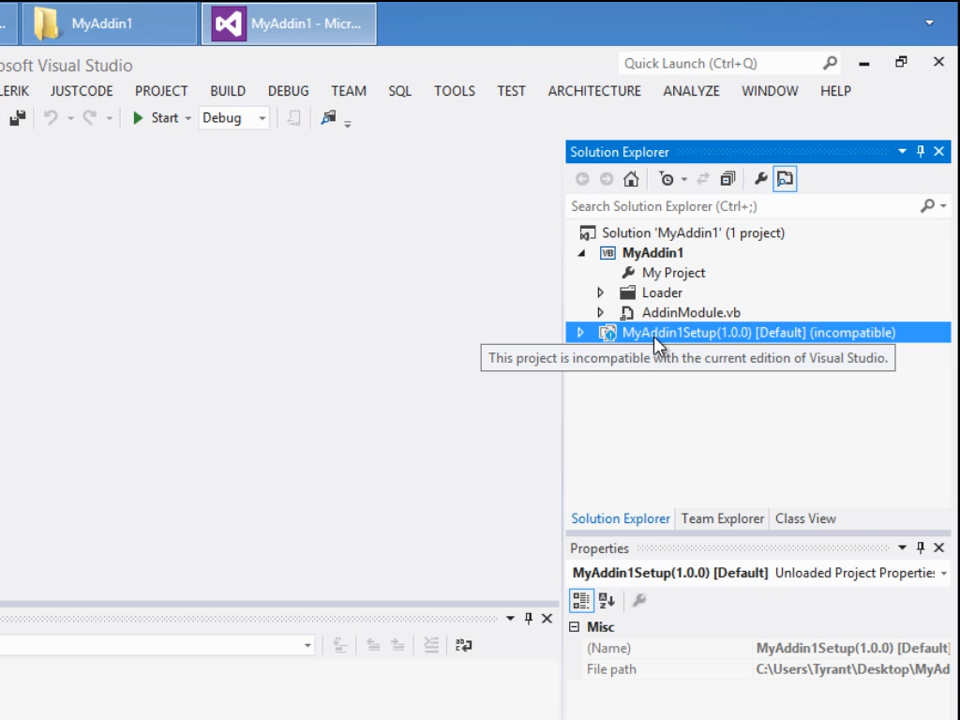 MyAddin1
MyAddin1 - Micr...
osoft Visual Studio
Quick Launch (Ctrl+Q)
LERIK JUSTCODE PROJECT BUILD DEBUG TEAM SQL TOOLS TEST ARCHITECTURE ANALYZE WINDOW HELP
Start Debug
Solution Explorer
Search Solution Explorer (Ctrl+;)
Solution 'MyAddin1' (1 project)
VB MyAddin1
My Project
Loader
AddinModule.vb
MyAddin1Setup(1.0.0) [Default] (incompatible)
This project is incompatible with the current edition of Visual Studio.
Solution Explorer Team Explorer Class View
Properties
MyAddin1Setup(1.0.0) [Default] Unloaded Project Properties
Misc
(Name) MyAddin1Setup(1.0.0) [Default]
File path C:\Users\Tyrant\Desktop\MyAd